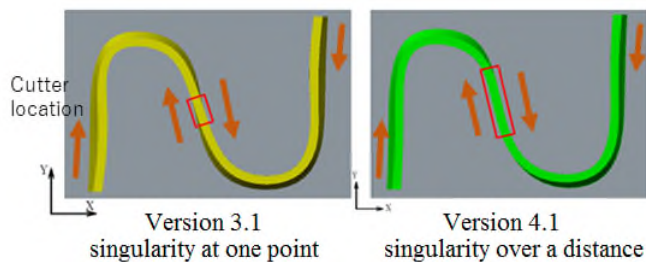 Cutter
location
Y
X
Y
X
Version 3.1
singularity at one point
Version 4.1
singularity over a distance